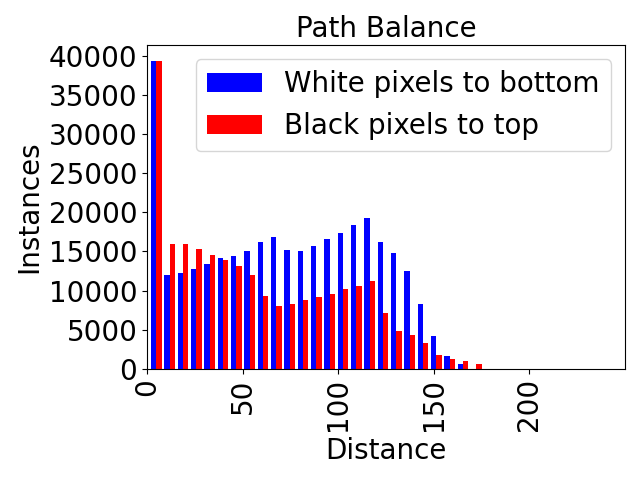 Path Balance
40000
35000
30000
25000
20000
15000
10000
5000
0
Instances
White pixels to bottom
Black pixels to top
0
50
100
150
200
Distance